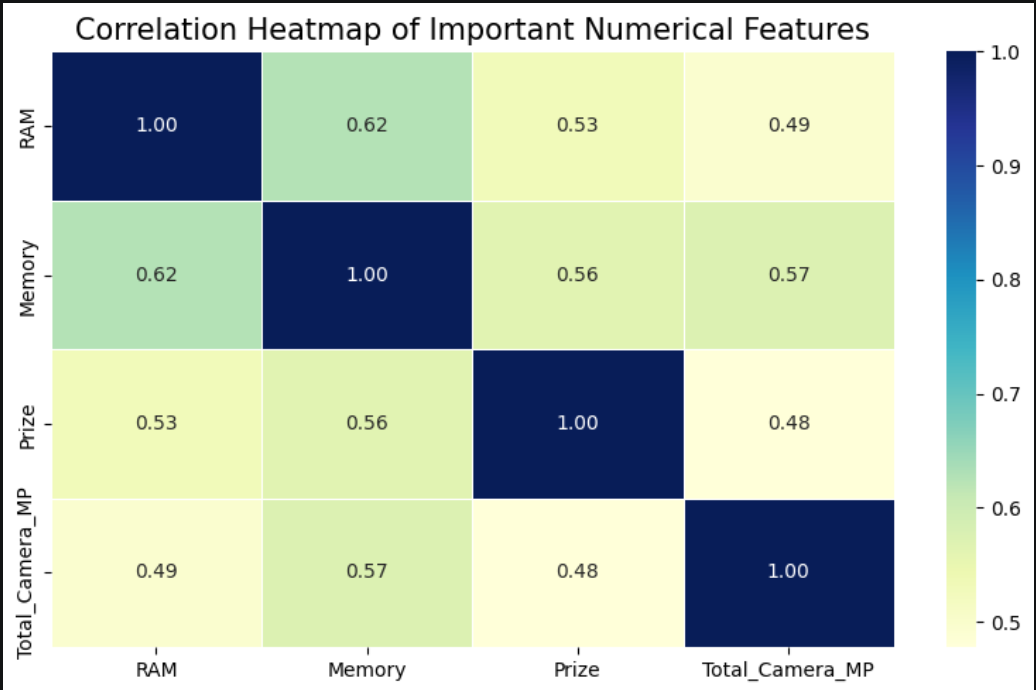 Correlation Heatmap of Important Numerical Features
RAM 1.00 0.62 0.53 0.49
Memory 0.62 1.00 0.56 0.57
Prize 0.53 0.56 1.00 0.48
Total_Camera_MP 0.49 0.57 0.48 1.00
RAM Memory Prize Total_Camera_MP
1.0
0.9
0.8
0.7
0.6
0.5